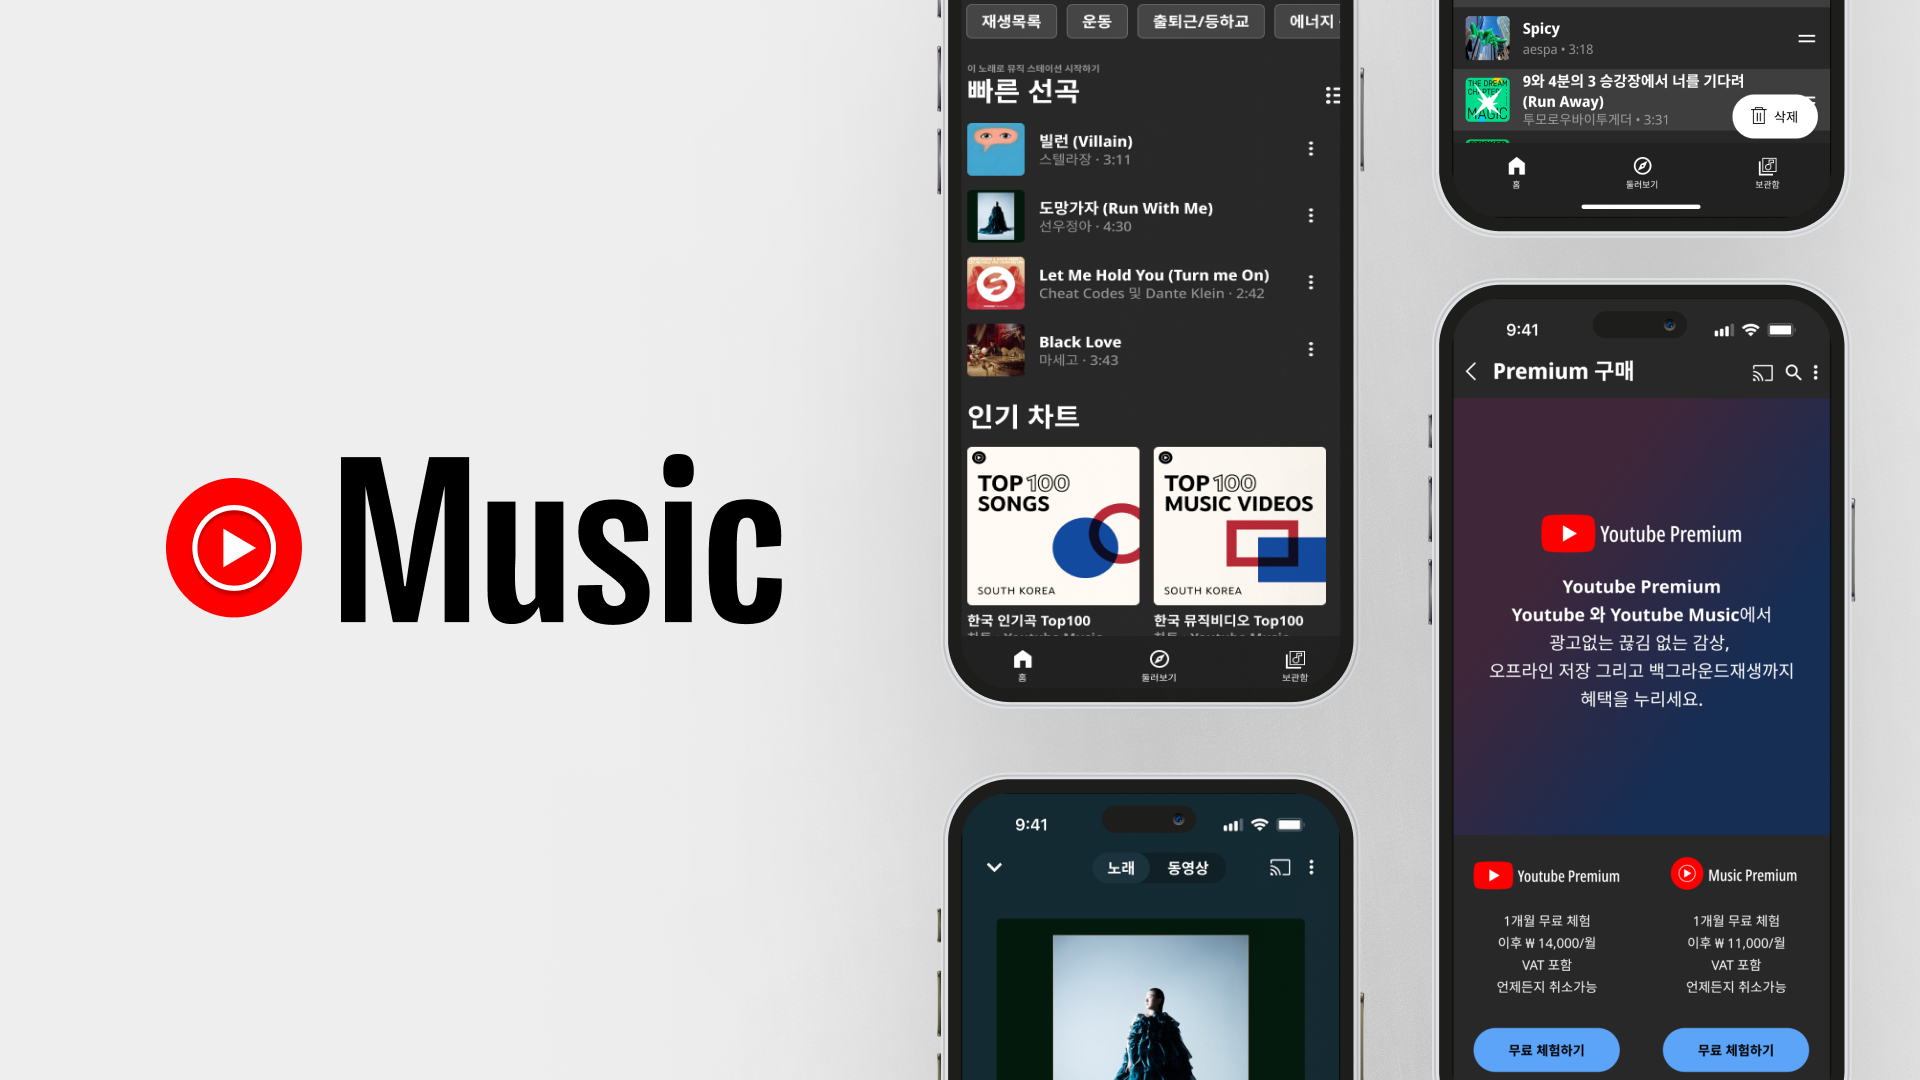 Music
재생목록
운동
출퇴근/등하교
에너지
이 노래로 뮤직 스테이션 시작하기
빠른 선곡
빌런 (Villain)
스텔라장 · 3:11
도망가자 (Run With Me)
선우정아 · 4:30
Let Me Hold You (Turn me On)
Cheat Codes 및 Dante Klein · 2:42
Black Love
마세고 · 3:43
인기 차트
TOP 100
SONGS
SOUTH KOREA
TOP 100
MUSIC VIDEOS
SOUTH KOREA
한국 인기곡 Top100
한국 뮤직비디오 Top100
차트 · Youtube Music
차트 · Youtube Music
홈
둘러보기
보관함
9:41
노래
동영상
Spicy
aespa • 3:18
THE DREAM
CHAPTER:
MAGIC
9와 4분의 3 승강장에서 너를 기다려
(Run Away)
투모로우바이투게더 • 3:31
삭제
홈
둘러보기
보관함
9:41
Premium 구매
Youtube Premium
Youtube Premium
Youtube 와 Youtube Music에서
광고없는 끊김 없는 감상,
오프라인 저장 그리고 백그라운드재생까지
혜택을 누리세요.
Youtube Premium
1개월 무료 체험
이후 ₩ 14,000/월
VAT 포함
언제든지 취소가능
무료 체험하기
Music Premium
1개월 무료 체험
이후 ₩ 11,000/월
VAT 포함
언제든지 취소가능
무료 체험하기